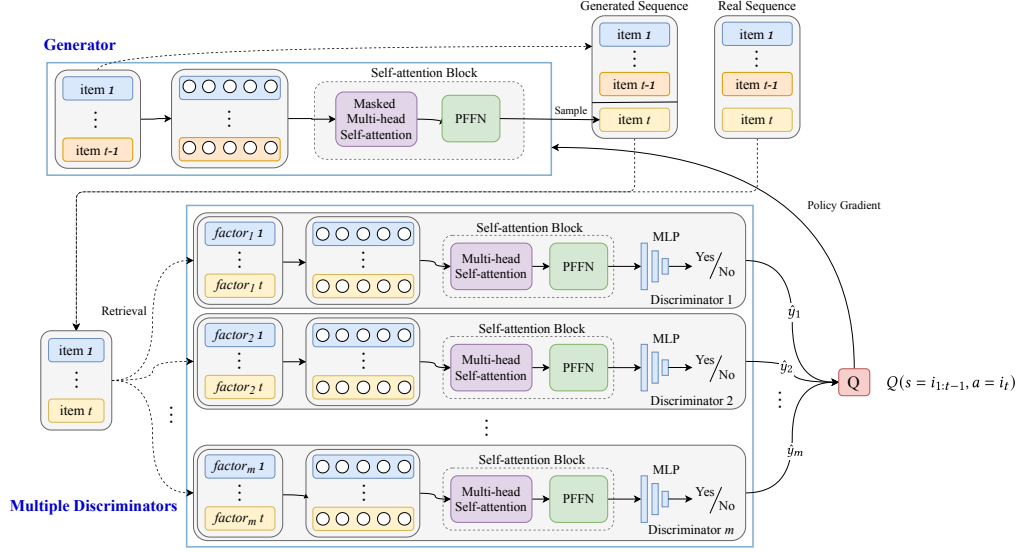 Generated Sequence
Real Sequence
Generator
item 1
⋮
item t-1
⋮
Self-attention Block
Masked
Multi-head
Self-attention
PFFN
Sample
item 1
⋮
item t-1
item t
item 1
⋮
item t-1
item t
Policy Gradient
Retrieval
item 1
⋮
item t
⋮
factor₁ 1
⋮
factor₁ t
⋮
Self-attention Block
Multi-head
Self-attention
PFFN
MLP
Yes/No
Discriminator 1
factor₂ 1
⋮
factor₂ t
⋮
Self-attention Block
Multi-head
Self-attention
PFFN
MLP
Yes/No
Discriminator 2
...
factorₘ 1
⋮
factorₘ t
⋮
Self-attention Block
Multi-head
Self-attention
PFFN
MLP
Yes/No
Discriminator m
Multiple Discriminators
ŷ₁
ŷ₂
⋮
ŷₘ
Q
Q(s = i₁:ₜ₋₁, a = iₜ)